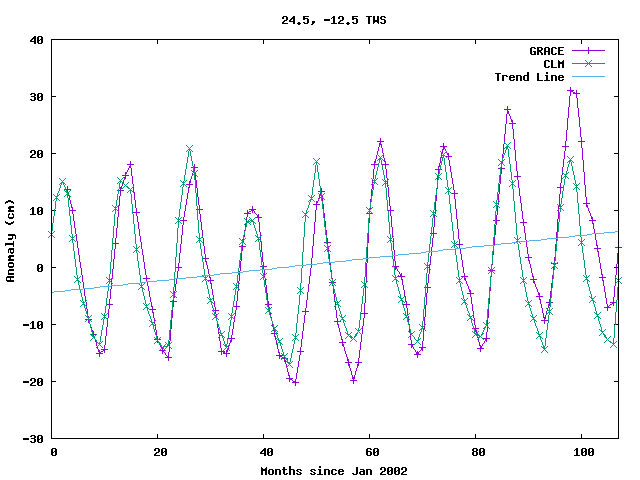 24.5, -12.5 TWS
GRACE
CLM
Trend Line
40
30
20
10
0
-10
-20
-30
Anomaly (cm)
0 20 40 60 80 100
Months since Jan 2002